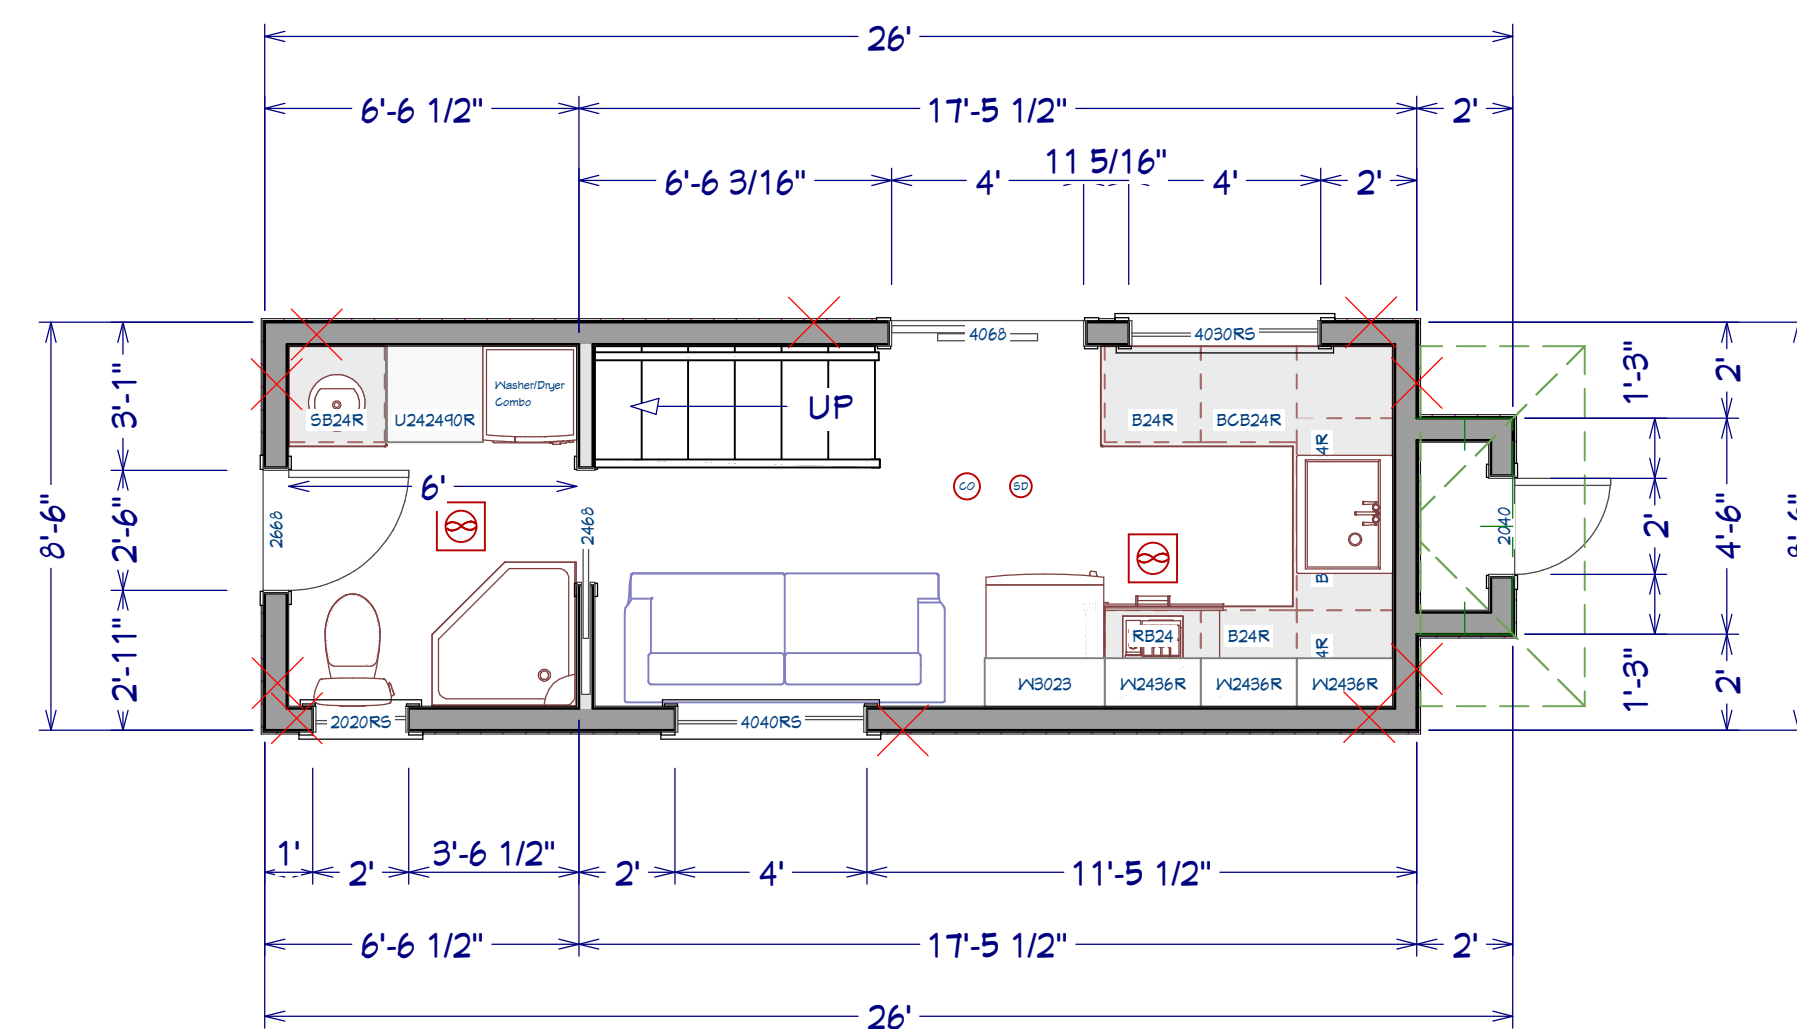 26'
6'-6 1/2" 17'-5 1/2" 2'
11 5/16"
6'-6 3/16" 4' 4' 2'
4068 4030RS
Washer/Dryer
Combo
SB24R U242490R UP B24R BCB24R
4R
3'-1" 1'-3" 2'
6' CO SD
8'-6" 2'-6" 2668 2468 2040 2' 4'-6" 8'-6"
B
2'-11" RB24 B24R 4R 1'-3" 2'
W3023 W2436R W2436R W2436R
2020RS 4040RS
1' 3'-6 1/2"
2' 2' 4' 11'-5 1/2"
6'-6 1/2" 17'-5 1/2" 2'
26'